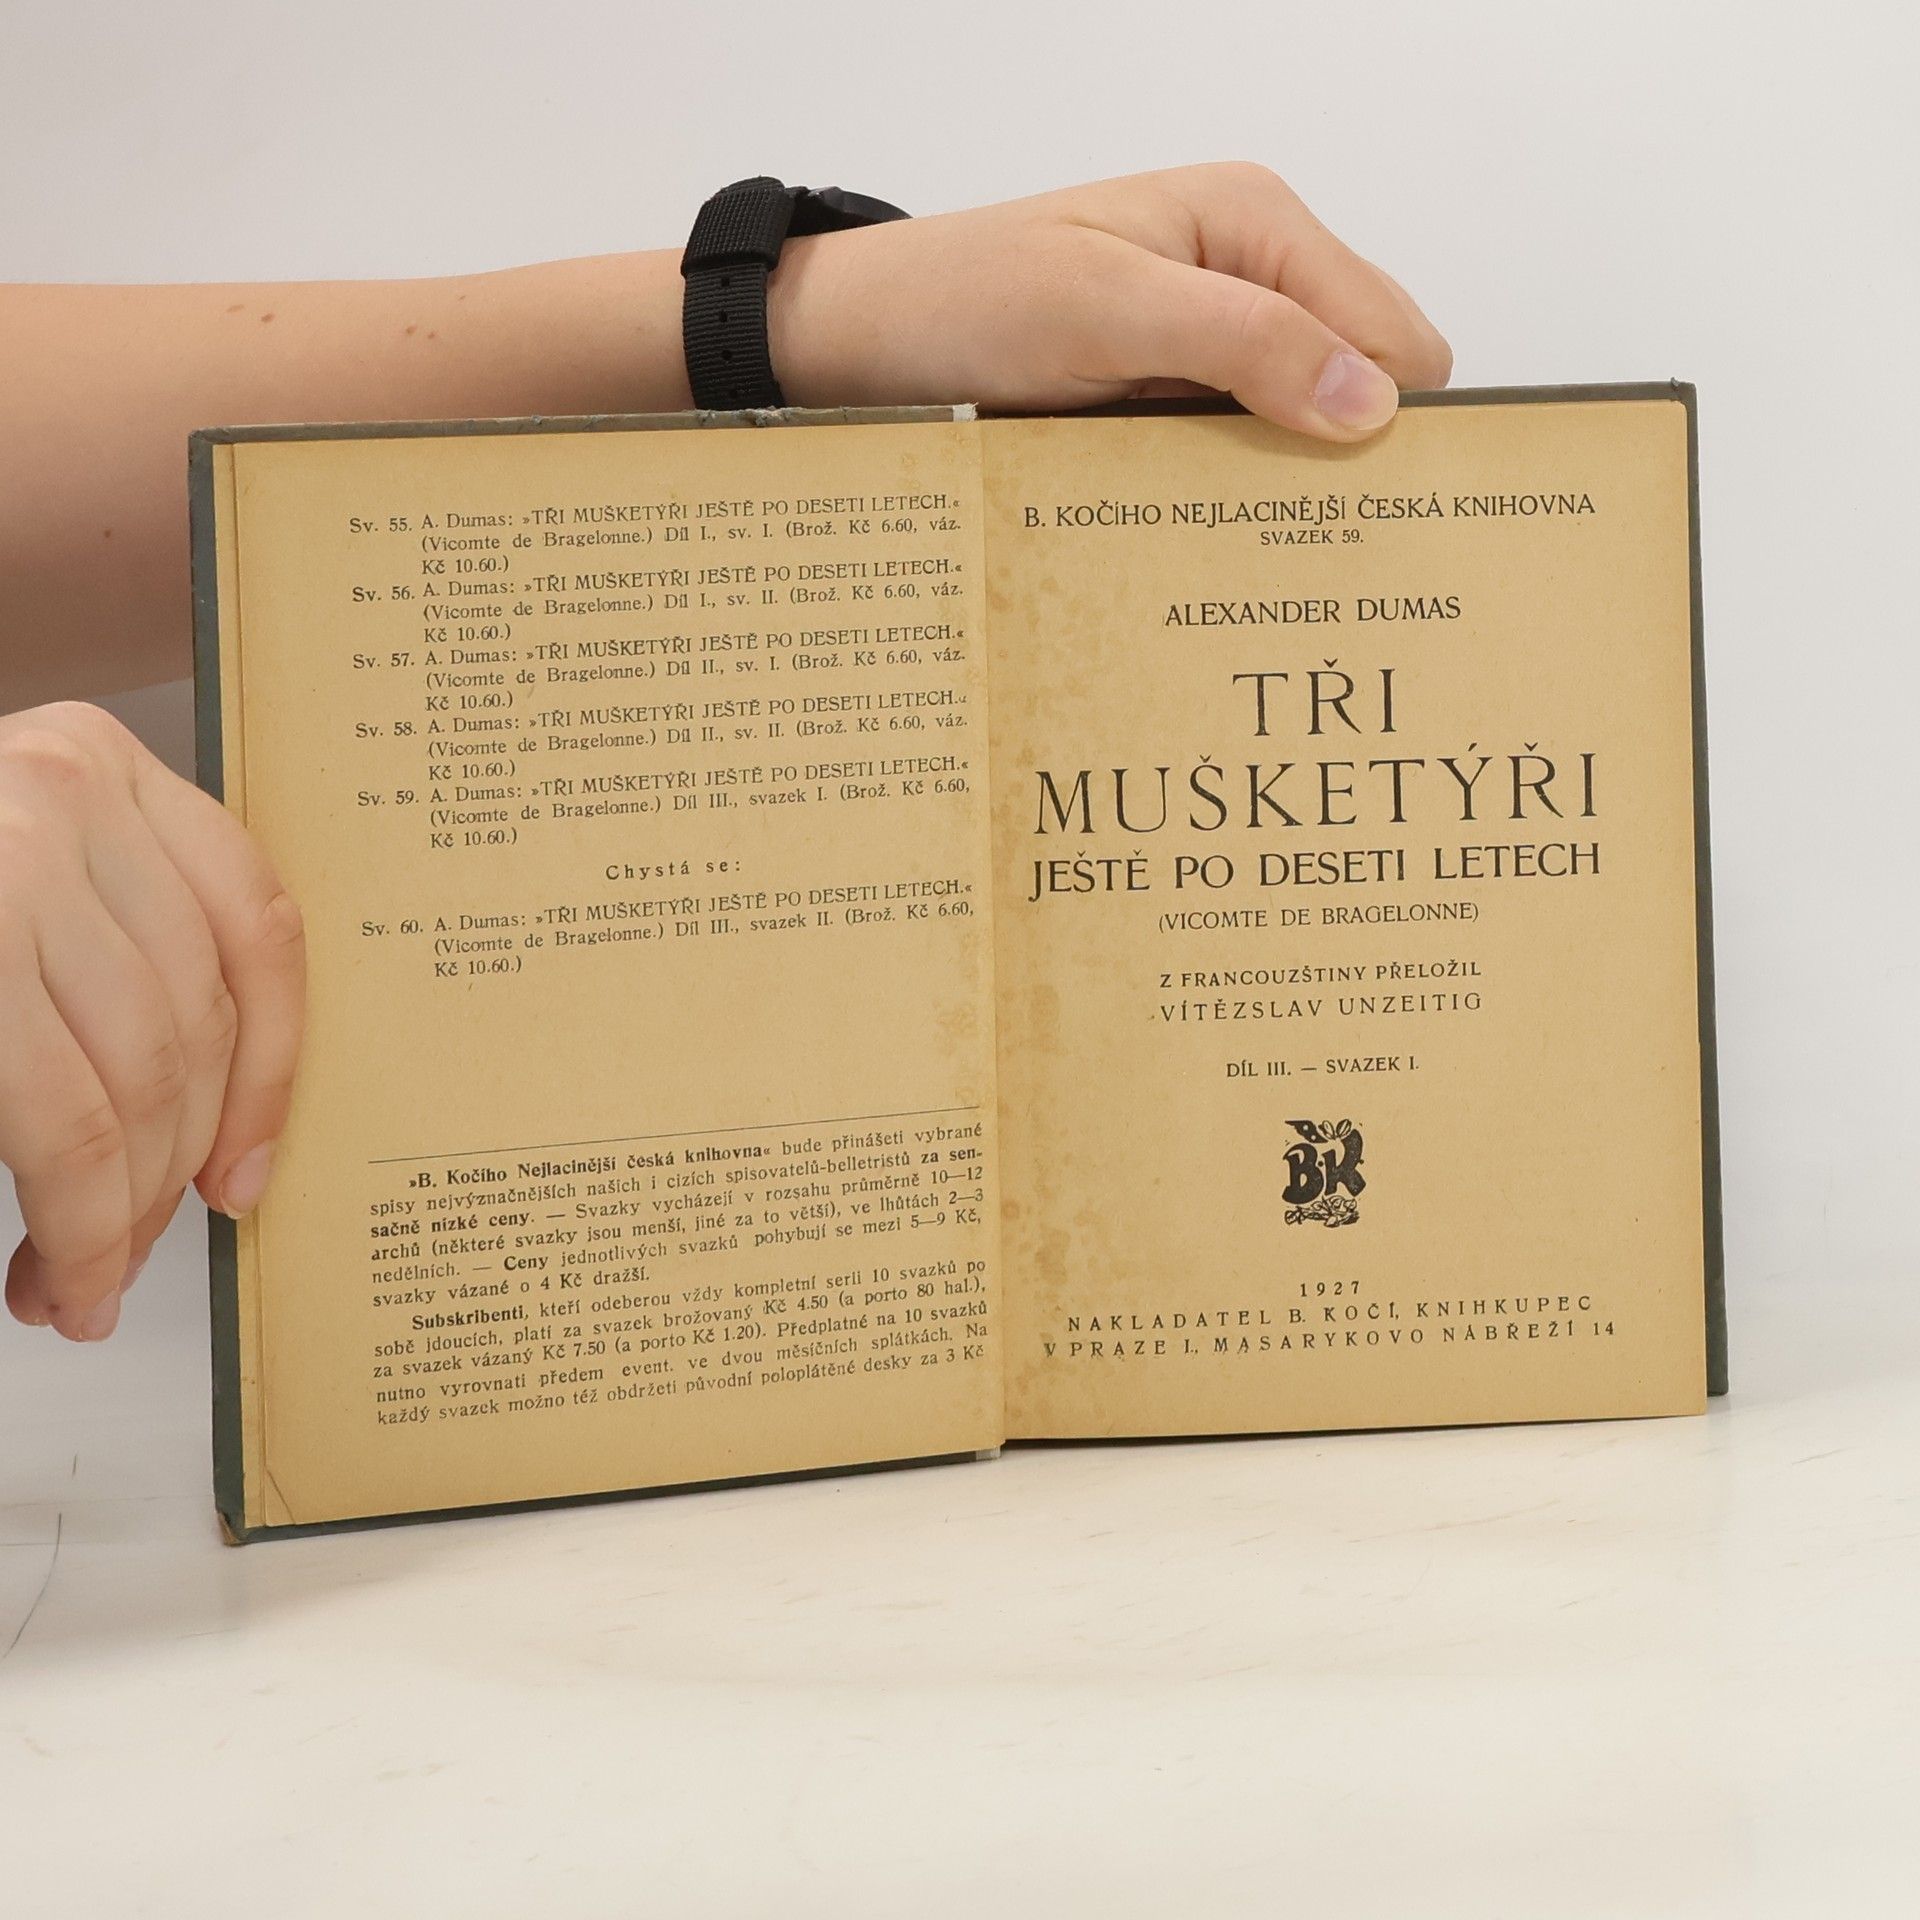 Sv. 55. A. Dumas: »TŘI MUŠKETÝŘI JEŠTĚ PO DESETI LETECH.«
(Vicomte de Bragelonne.) Díl I., sv. I. (Brož. Kč 6.60, váz.
Kč 10.60.)
Sv. 56. A. Dumas: »TŘI MUŠKETÝŘI JEŠTĚ PO DESETI LETECH.«
(Vicomte de Bragelonne.) Díl I., sv. II. (Brož. Kč 6.60, váz.
Kč 10.60.)
Sv. 57. A. Dumas: »TŘI MUŠKETÝŘI JEŠTĚ PO DESETI LETECH.«
(Vicomte de Bragelonne.) Díl II., sv. I. (Brož. Kč 6.60, váz.
Kč 10.60.)
Sv. 58. A. Dumas: »TŘI MUŠKETÝŘI JEŠTĚ PO DESETI LETECH.«
(Vicomte de Bragelonne.) Díl II., sv. II. (Brož. Kč 6.60, váz.
Kč 10.60.)
Sv. 59. A. Dumas: »TŘI MUŠKETÝŘI JEŠTĚ PO DESETI LETECH.«
(Vicomte de Bragelonne.) Díl III., svazek I. (Brož. Kč 6.60,
Kč 10.60.)
Chystá se:
Sv. 60. A. Dumas: »TŘI MUŠKETÝŘI JEŠTĚ PO DESETI LETECH.«
(Vicomte de Bragelonne.) Díl III., svazek II. (Brož. Kč 6.60,
Kč 10.60.)
»B. Kočího Nejlacinější česká knihovna« bude přinášeti vybrané
spisy nejvýznačnějších našich i cizích spisovatelů-belletristů za sen-
sačně nízké ceny. — Svazky vycházejí v rozsahu průměrně 10—12
archů (některé svazky jsou menší, jiné za to větší), ve lhůtách 2—3
nedělních. — Ceny jednotlivých svazků pohybují se mezi 5—9 Kč,
svazky vázané o 4 Kč dražší.
Subskribenti, kteří odeberou vždy kompletní serii 10 svazků po
sobě jdoucích, platí za svazek brožovaný Kč 4.50 (a porto 80 hal.),
za svazek vázaný Kč 7.50 (a porto Kč 1.20). Předplatné na 10 svazků
nutno vyrovnati předem event. ve dvou měsíčních splátkách. Na
každý svazek možno též obdržeti původní poloplátěné desky za 3 Kč
B. KOČÍHO NEJLACINĚJŠÍ ČESKÁ KNIHOVNA
SVAZEK 59.
ALEXANDER DUMAS
TŘI
MUŠKETÝŘI
JEŠTĚ PO DESETI LETECH
(VICOMTE DE BRAGELONNE)
Z FRANCOUZŠTINY PŘELOŽIL
VÍTĚZSLAV UNZEITIG
DÍL III. — SVAZEK I.
B.K
1927
NAKLADATEL B. KOČÍ, KNIHKUPEC
V PRAZE I., MASARYKOVO NÁBŘEŽÍ 14